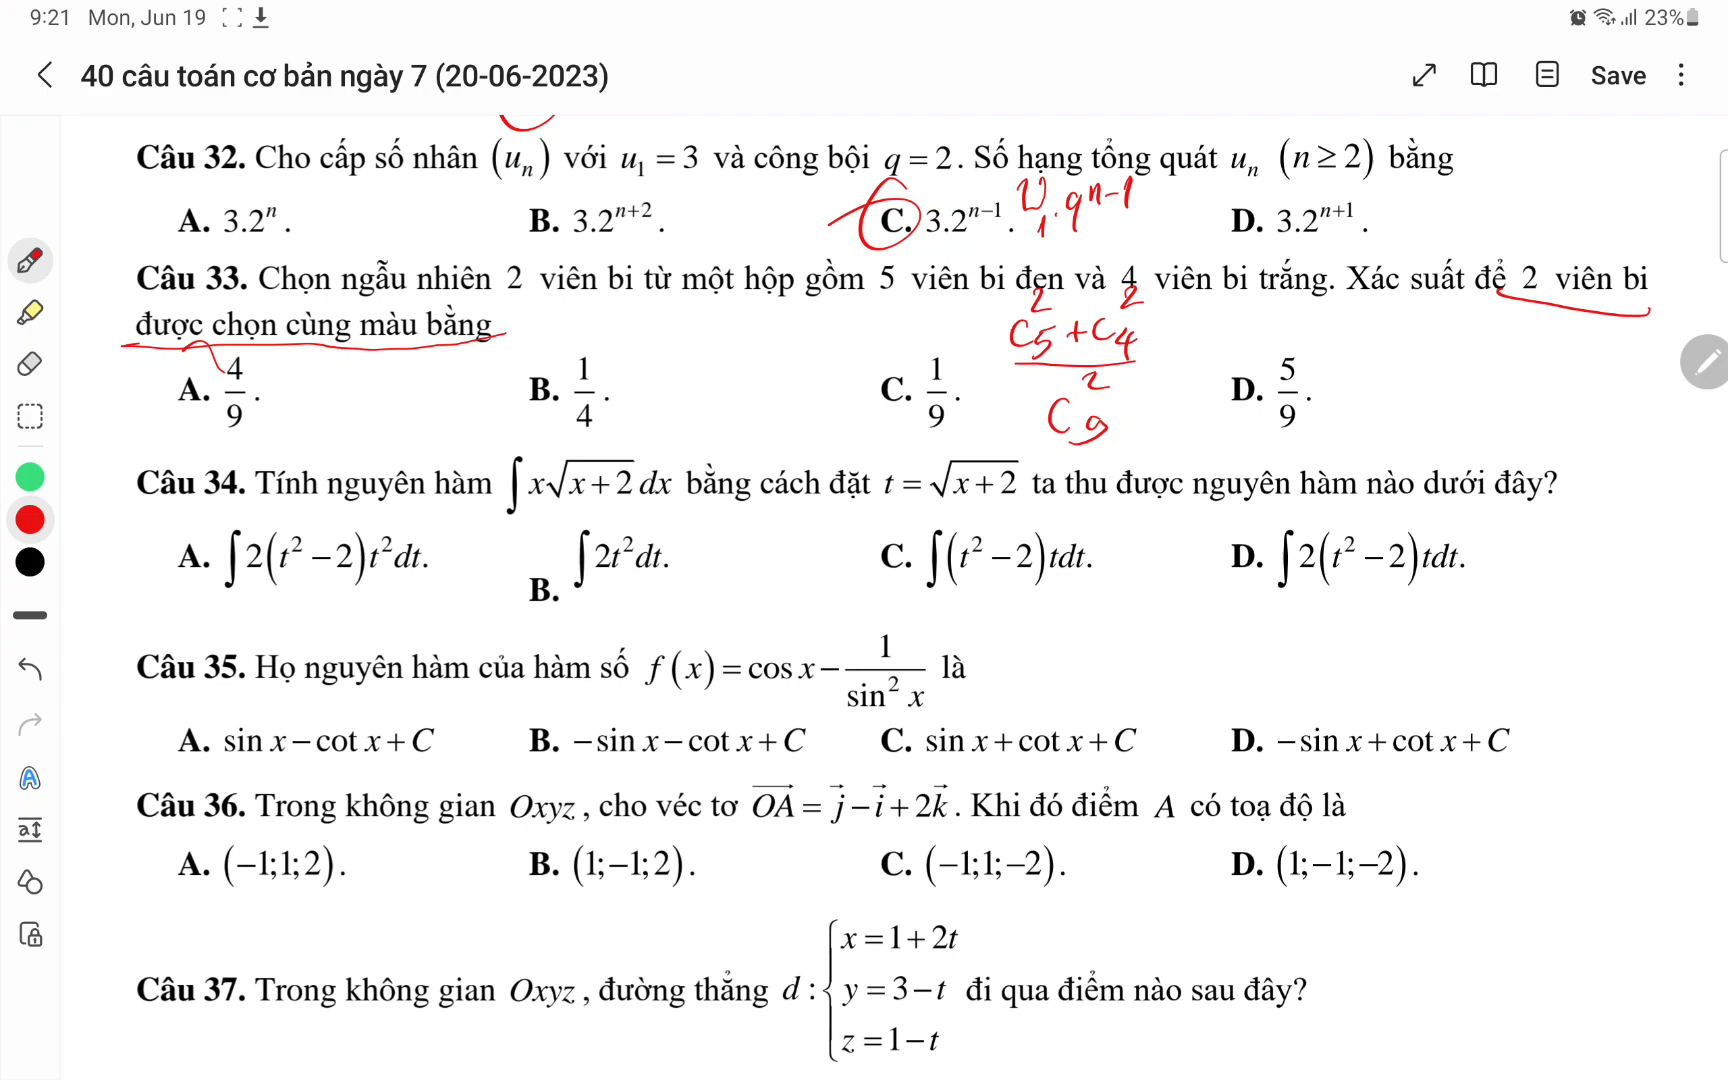 9:21 Mon, Jun 19 23%
40 câu toán cơ bản ngày 7 (20-06-2023) Save
Câu 32. Cho cấp số nhân (uₙ) với u₁ = 3 và công bội q = 2. Số hạng tổng quát uₙ (n ≥ 2) bằng
A. 3.2ⁿ. B. 3.2ⁿ⁺². C. 3.2ⁿ⁻¹. U₁.qⁿ⁻¹ D. 3.2ⁿ⁺¹.
Câu 33. Chọn ngẫu nhiên 2 viên bi từ một hộp gồm 5 viên bi đen và 4 viên bi trắng. Xác suất để 2 viên bi
được chọn cùng màu bằng
A. 4/9. B. 1/4. C. 1/9. D. 5/9.
(C₅² + C₄²)/C₉²
Câu 34. Tính nguyên hàm ∫x√(x+2) dx bằng cách đặt t = √(x+2) ta thu được nguyên hàm nào dưới đây?
A. ∫2(t² − 2)t²dt. B. ∫2t²dt. C. ∫(t² − 2)tdt. D. ∫2(t² − 2)tdt.
Câu 35. Họ nguyên hàm của hàm số f(x) = cos x − 1/sin² x là
A. sin x − cot x + C B. −sin x − cot x + C C. sin x + cot x + C D. −sin x + cot x + C
Câu 36. Trong không gian Oxyz, cho véc tơ OA⃗ = j⃗ − i⃗ + 2k⃗. Khi đó điểm A có toạ độ là
A. (−1;1;2). B. (1;−1;2). C. (−1;1;−2). D. (1;−1;−2).
Câu 37. Trong không gian Oxyz, đường thẳng d: { x = 1 + 2t y = 3 − t z = 1 − t đi qua điểm nào sau đây?